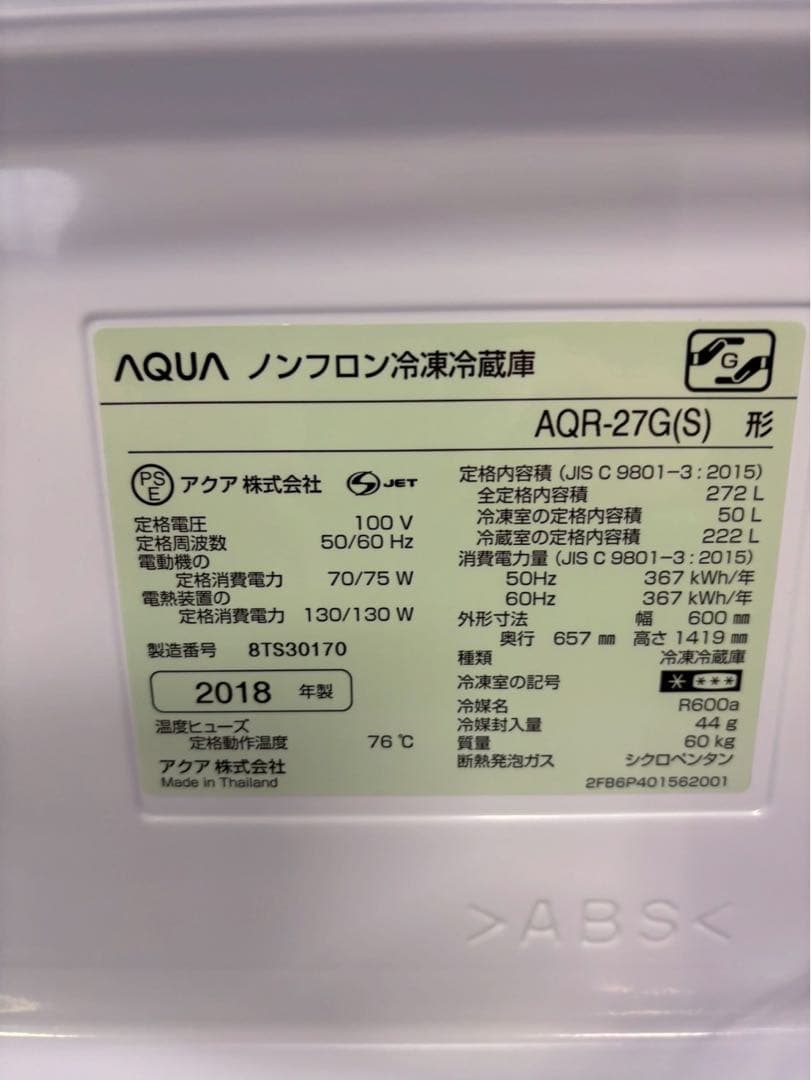 AQUA ノンフロン冷凍冷蔵庫
G
AQR-27G(S) 形
PS E アクア 株式会社 S JET
定格電圧 100 V
定格周波数 50/60 Hz
電動機の
定格消費電力 70/75 W
電熱装置の
定格消費電力 130/130 W
製造番号 8TS30170
2018 年製
温度ヒューズ
定格動作温度 76 ℃
アクア 株式会社
Made in Thailand
定格内容積 (JIS C 9801-3 : 2015)
全定格内容積 272 L
冷凍室の定格内容積 50 L
冷蔵室の定格内容積 222 L
消費電力量 (JIS C 9801-3 : 2015)
50Hz 367 kWh/年
60Hz 367 kWh/年
外形寸法 幅 600 ㎜
奥行 657 ㎜ 高さ 1419 ㎜
種類 冷凍冷蔵庫
冷凍室の記号 * ***
冷媒名 R600a
冷媒封入量 44 g
質量 60 kg
断熱発泡ガス シクロペンタン
2FB6P401562001
>ABS<